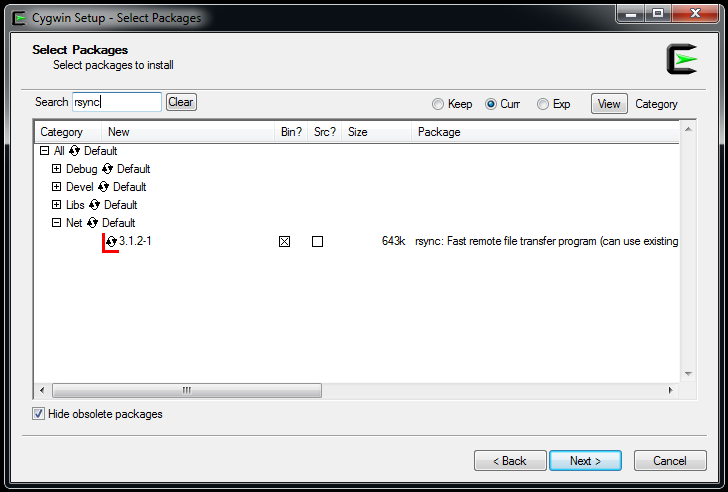 Cygwin Setup - Select Packages
Select Packages
Select packages to install
Search rsync Clear Keep Curr Exp View Category
Category New Bin? Src? Size Package
All Default
Debug Default
Devel Default
Libs Default
Net Default
3.1.2-1 643k rsync: Fast remote file transfer program (can use existing
Hide obsolete packages
< Back Next > Cancel